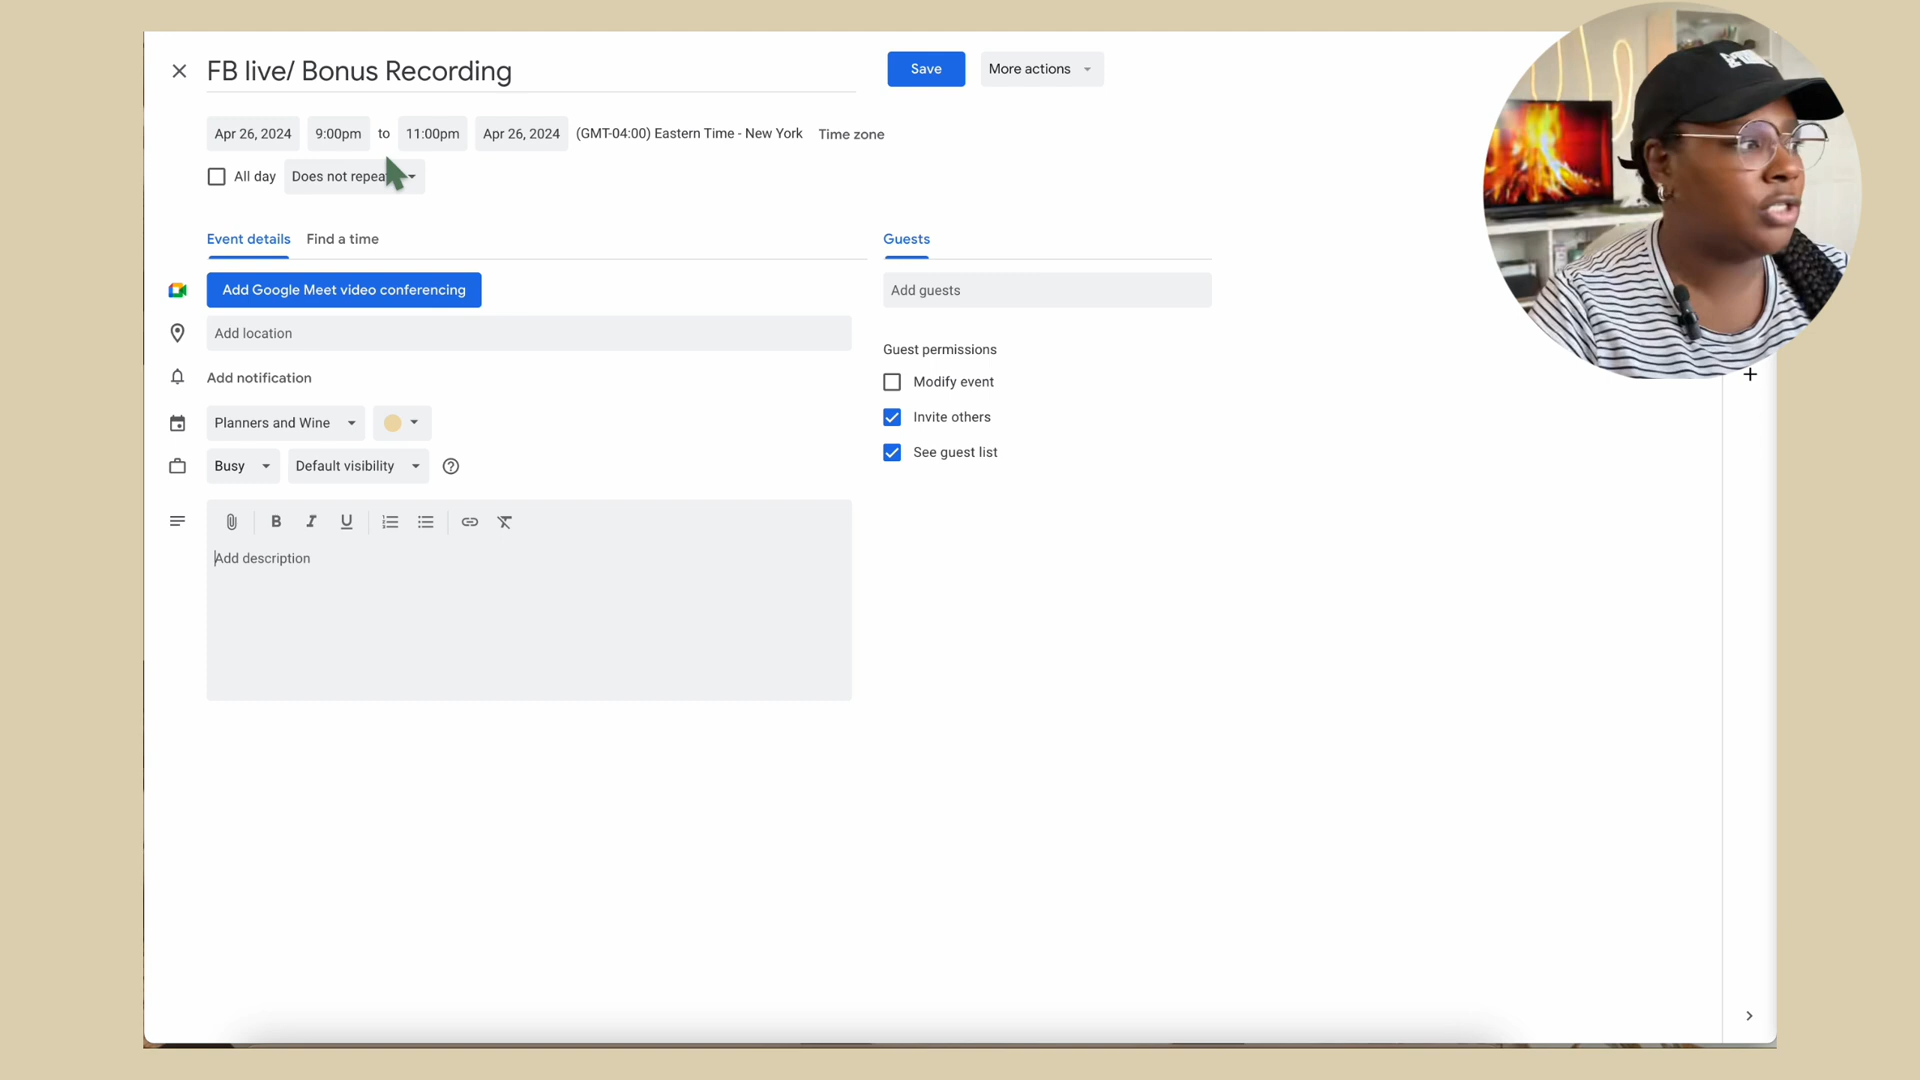 FB live/ Bonus Recording
Save
More actions
Apr 26, 2024 9:00pm to 11:00pm Apr 26, 2024 (GMT-04:00) Eastern Time - New York Time zone
All day
Event details Find a time
Guests
Add Google Meet video conferencing
Add guests
Add location
Guest permissions
Add notification
Modify event
Planners and Wine
Invite others
Busy Default visibility
See guest list
B I U
Add description